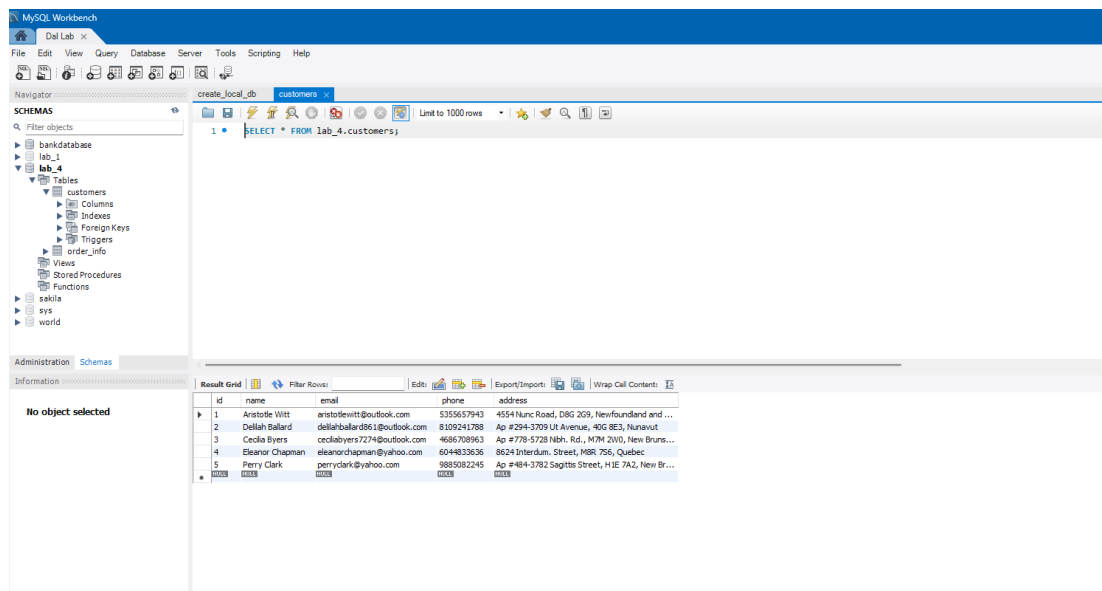 MySQL Workbench
Dal Lab ×
File Edit View Query Database Server Tools Scripting Help
Navigator
create_local_db customers ×
SCHEMAS
Limit to 1000 rows
Filter objects
1 SELECT * FROM lab_4.customers;
bankdatabase
lab_1
lab_4
Tables
customers
Columns
Indexes
Foreign Keys
Triggers
order_info
Views
Stored Procedures
Functions
sakila
sys
world
Administration Schemas
Information
No object selected
Result Grid Filter Rows: Edit: Export/Import: Wrap Cell Content:
id name email phone address
1 Aristotle Witt aristotlewitt@outlook.com 5355657943 4554 Nunc Road, D8G 2G9, Newfoundland and ...
2 Delilah Ballard delilahballard861@outlook.com 8109241788 Ap #294-3709 Ut Avenue, 40G 8E3, Nunavut
3 Cecilia Byers ceciliabyers7274@outlook.com 4686708963 Ap #778-5728 Nibh. Rd., M7M 2W0, New Bruns...
4 Eleanor Chapman eleanorchapman@yahoo.com 6044833636 8624 Interdum. Street, M8R 7S6, Quebec
5 Perry Clark perryclark@yahoo.com 9885082245 Ap #484-3782 Sagittis Street, H1E 7A2, New Br...
NULL NULL NULL NULL NULL